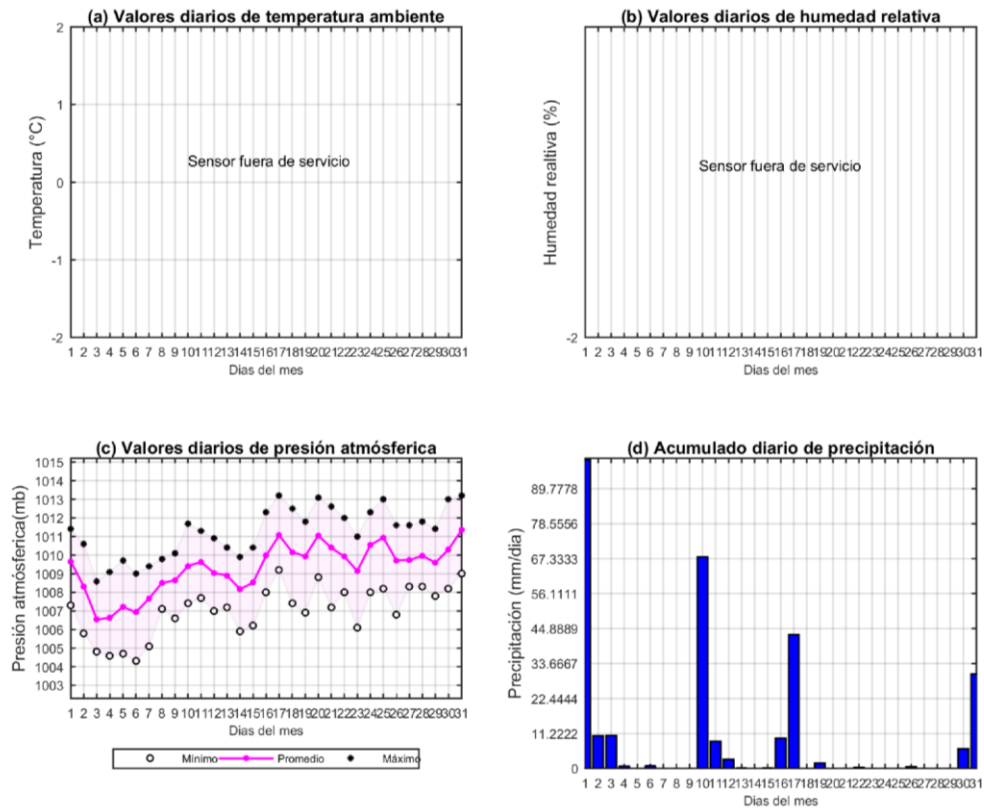 (a) Valores diarios de temperatura ambiente
2
1
0
-1
-2
Temperatura (°C)
Sensor fuera de servicio
1 2 3 4 5 6 7 8 9 10 11 12 13 14 15 16 17 18 19 20 21 22 23 24 25 26 27 28 29 30 31
Dias del mes
(b) Valores diarios de humedad relativa
-2
Humedad realtiva (%)
Sensor fuera de servicio
1 2 3 4 5 6 7 8 9 10 11 12 13 14 15 16 17 18 19 20 21 22 23 24 25 26 27 28 29 30 31
Dias del mes
(c) Valores diarios de presión atmósferica
1015
1014
1013
1012
1011
1010
1009
1008
1007
1006
1005
1004
1003
Presión atmósferica(mb)
1 2 3 4 5 6 7 8 9 10 11 12 13 14 15 16 17 18 19 20 21 22 23 24 25 26 27 28 29 30 31
Dias del mes
Mínimo Promedio Máximo
(d) Acumulado diario de precipitación
89.7778
78.5556
67.3333
56.1111
44.8889
33.6667
22.4444
11.2222
0
Precipitación (mm/dia)
1 2 3 4 5 6 7 8 9 10 11 12 13 14 15 16 17 18 19 20 21 22 23 24 25 26 27 28 29 30 31
Dias del mes